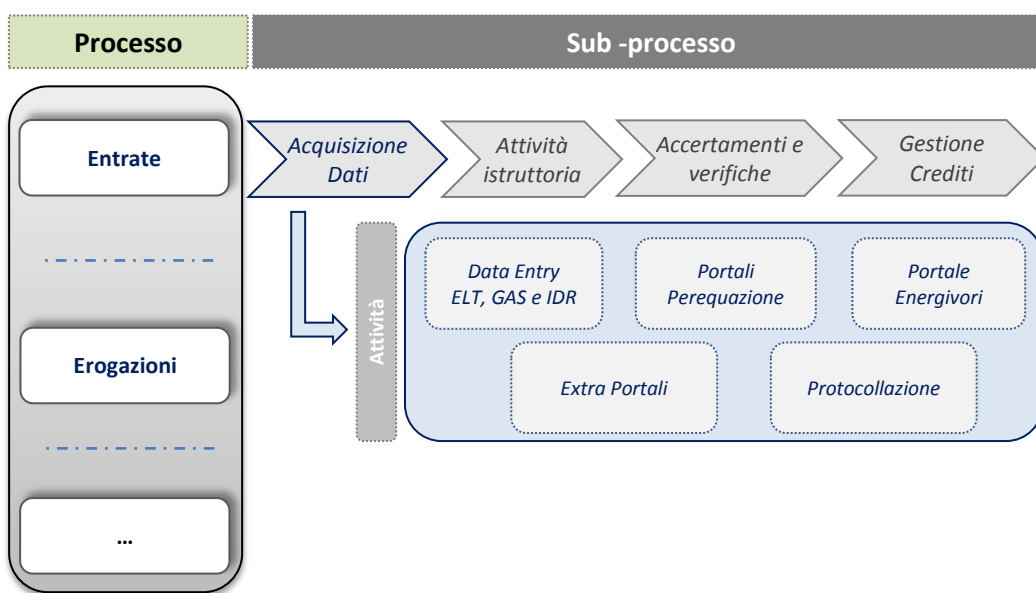 Processo
Sub -processo
Entrate
Acquisizione
Dati
Attività
istruttoria
Accertamenti e
verifiche
Gestione
Crediti
Attività
Data Entry
ELT, GAS e IDR
Portali
Perequazione
Portale
Energivori
Extra Portali
Protocollazione
Erogazioni
…